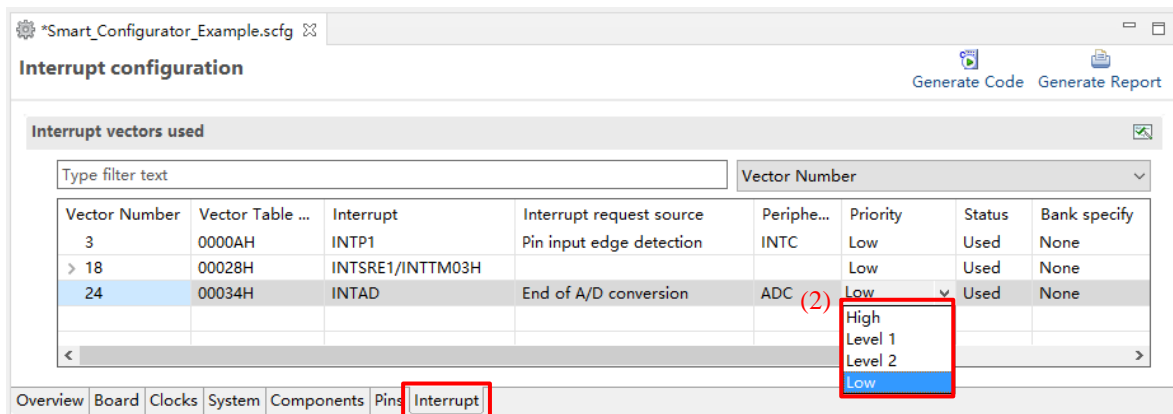 *Smart_Configurator_Example.scfg
Interrupt configuration
Generate Code Generate Report
Interrupt vectors used
Type filter text Vector Number
Vector Number Vector Table ... Interrupt Interrupt request source Periphe... Priority Status Bank specify
3 0000AH INTP1 Pin input edge detection INTC Low Used None
> 18 00028H INTSRE1/INTTM03H Low Used None
24 00034H INTAD End of A/D conversion ADC (2) Low Used None
High
Level 1
Level 2
Low
Overview Board Clocks System Components Pins Interrupt